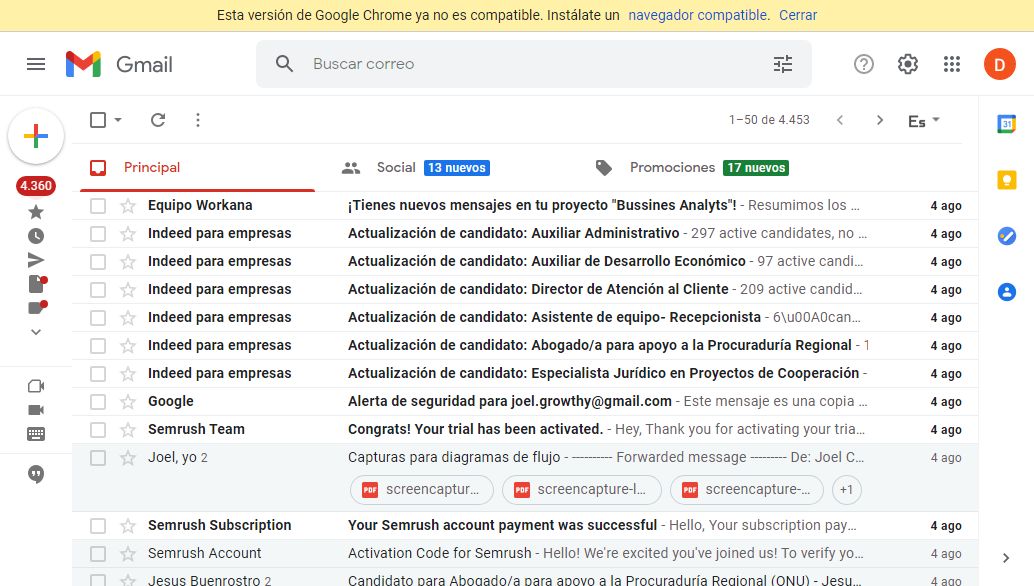 Esta versión de Google Chrome ya no es compatible. Instálate un navegador compatible. Cerrar
Gmail
Buscar correo
D
1–50 de 4.453
Es
31
Principal
Social 13 nuevos
Promociones 17 nuevos
4.360
Equipo Workana ¡Tienes nuevos mensajes en tu proyecto "Bussines Analyts"! - Resumimos los … 4 ago
Indeed para empresas Actualización de candidato: Auxiliar Administrativo - 297 active candidates, no … 4 ago
Indeed para empresas Actualización de candidato: Auxiliar de Desarrollo Económico - 97 active candi… 4 ago
Indeed para empresas Actualización de candidato: Director de Atención al Cliente - 209 active candid… 4 ago
Indeed para empresas Actualización de candidato: Asistente de equipo- Recepcionista - 6\u00A0can… 4 ago
Indeed para empresas Actualización de candidato: Abogado/a para apoyo a la Procuraduría Regional - 1 4 ago
Indeed para empresas Actualización de candidato: Especialista Jurídico en Proyectos de Cooperación - 4 ago
Google Alerta de seguridad para joel.growthy@gmail.com - Este mensaje es una copia … 4 ago
Semrush Team Congrats! Your trial has been activated. - Hey, Thank you for activating your tria… 4 ago
Joel, yo 2 Capturas para diagramas de flujo - ---------- Forwarded message --------- De: Joel C… 4 ago
PDF screencaptur… PDF screencapture-l… PDF screencapture-… +1
Semrush Subscription Your Semrush account payment was successful - Hello, Your subscription pay… 4 ago
Semrush Account Activation Code for Semrush - Hello! We're excited you've joined us! To verify yo… 4 ago
Jesus Buenrostro 2 Candidato para Abogado/a para apoyo a la Procuraduría Regional (ONU) - Jesu… 4 ago